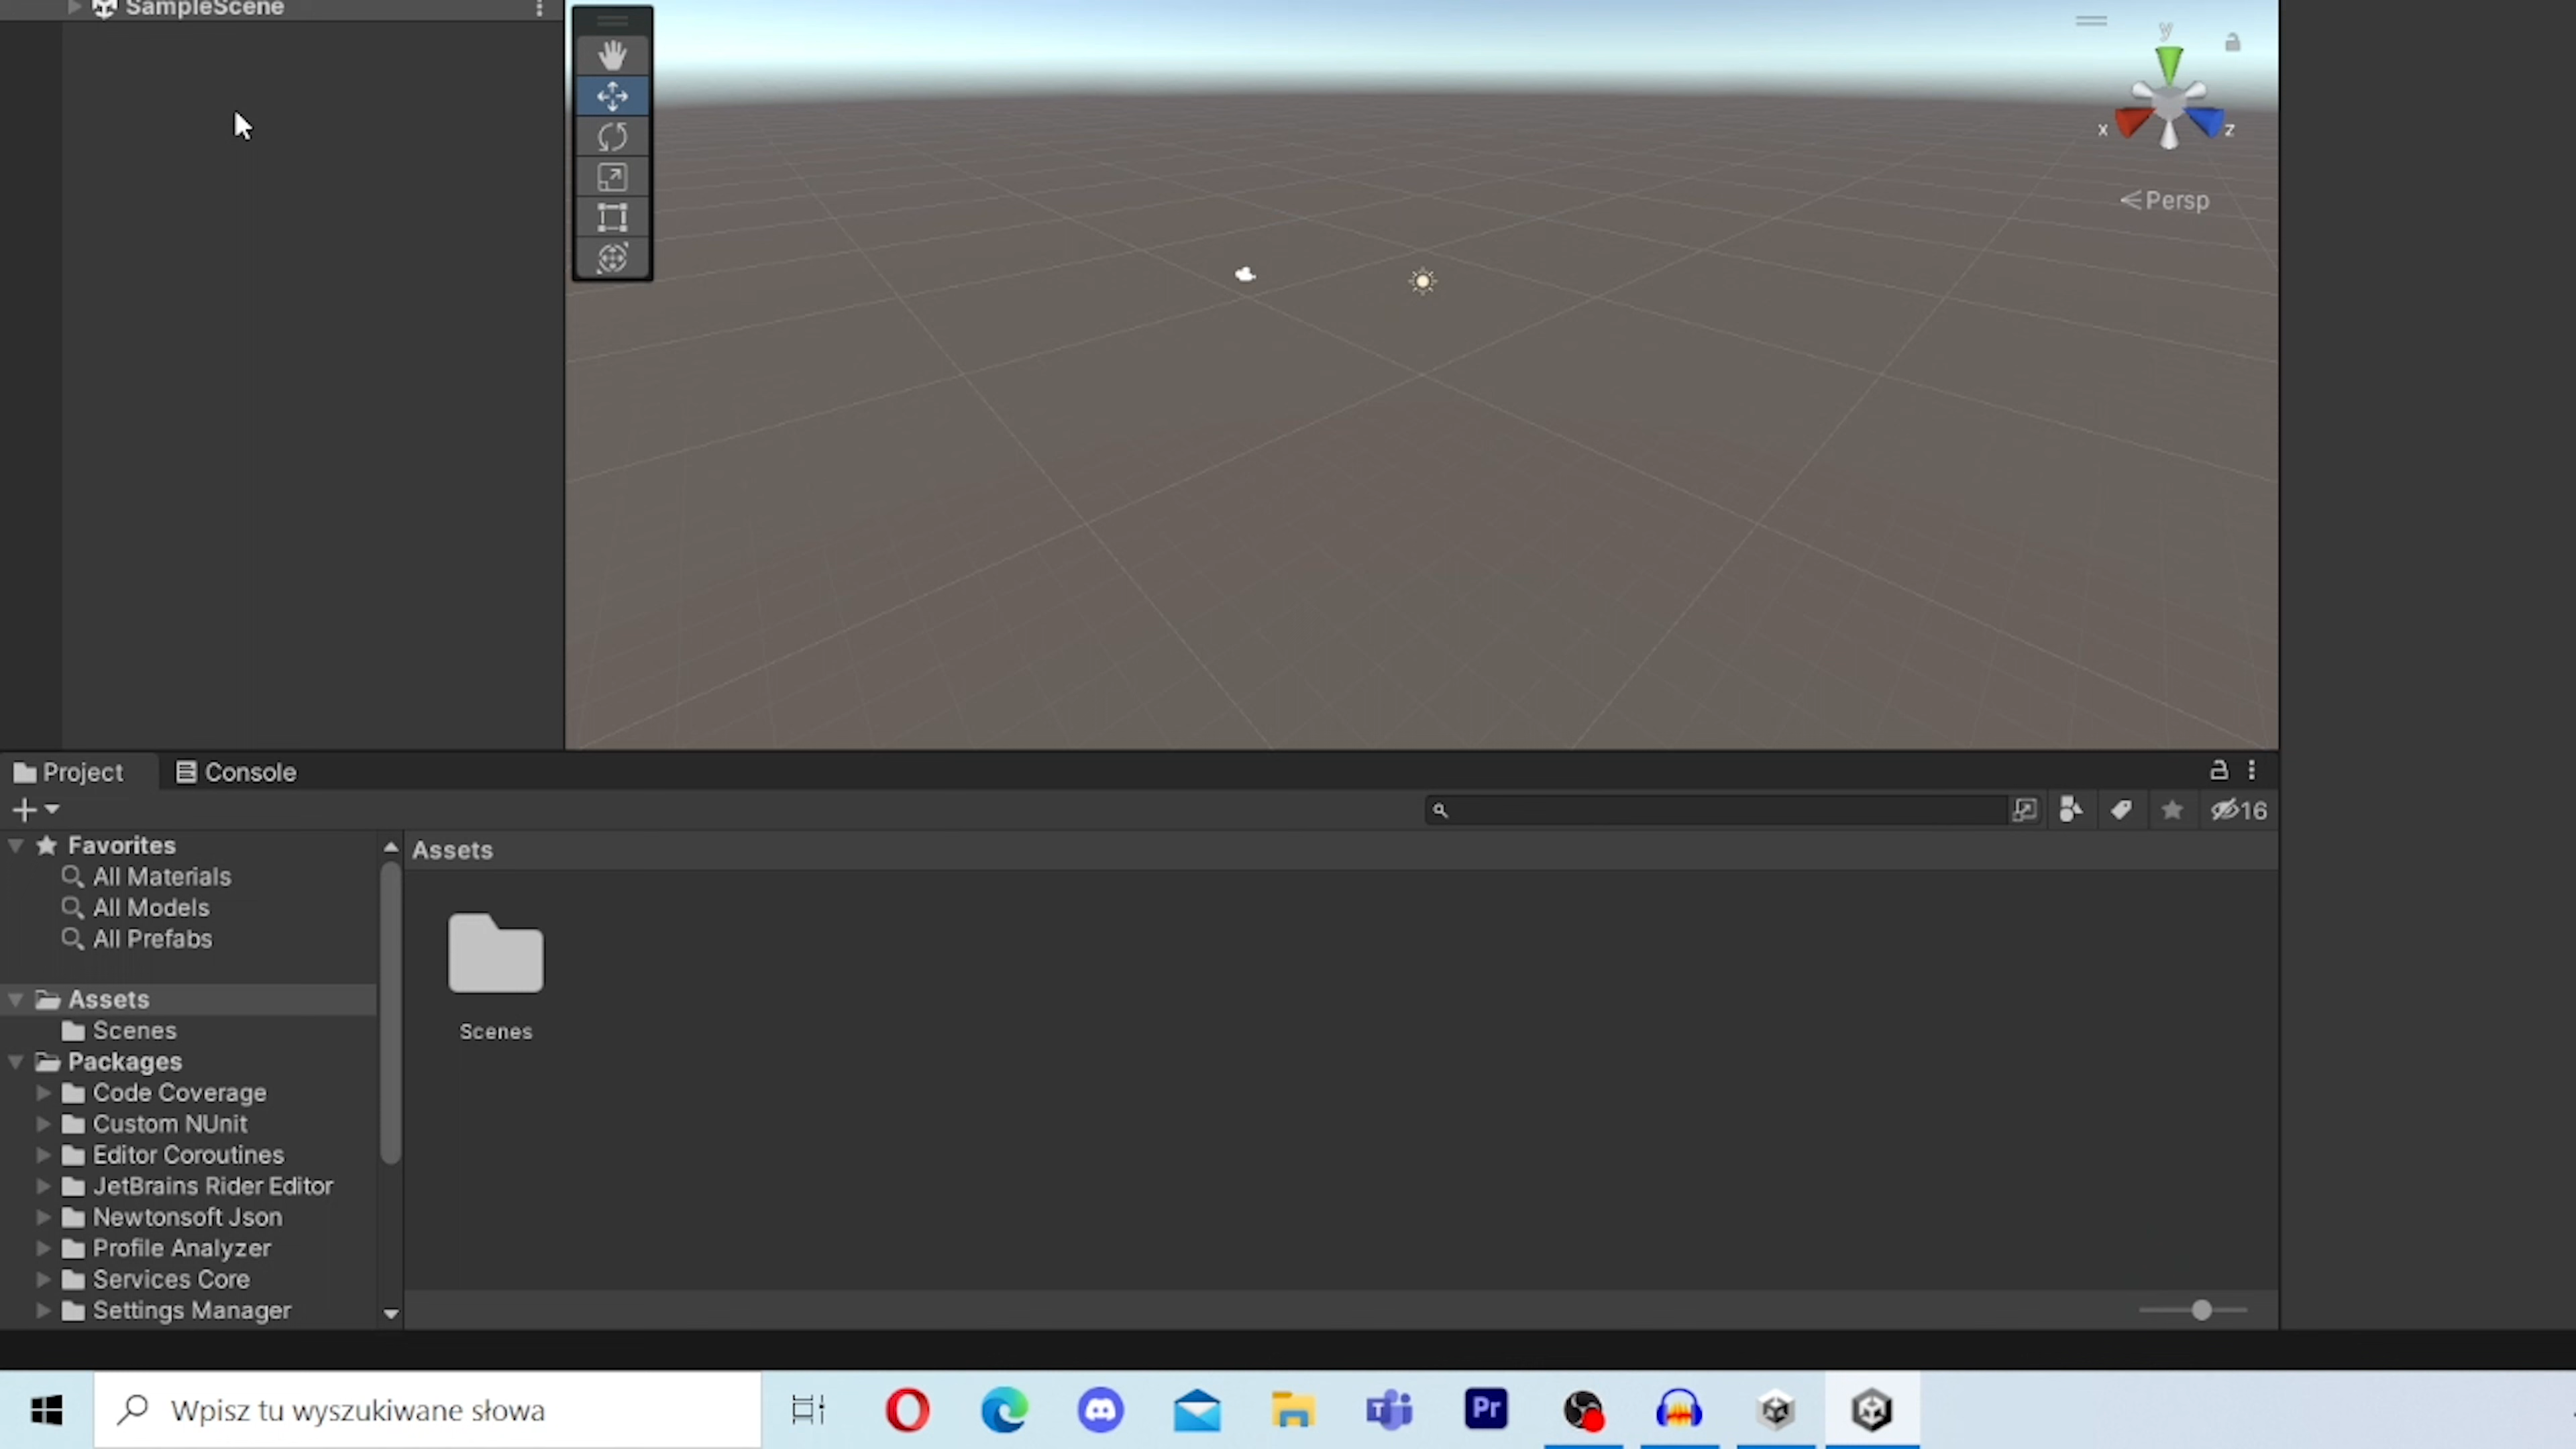 SampleScene
y
x
z
Persp
Project
Console
16
Favorites
All Materials
All Models
All Prefabs
Assets
Scenes
Packages
Code Coverage
Custom NUnit
Editor Coroutines
JetBrains Rider Editor
Newtonsoft Json
Profile Analyzer
Services Core
Settings Manager
Assets
Scenes
Wpisz tu wyszukiwane słowa
T
Pr